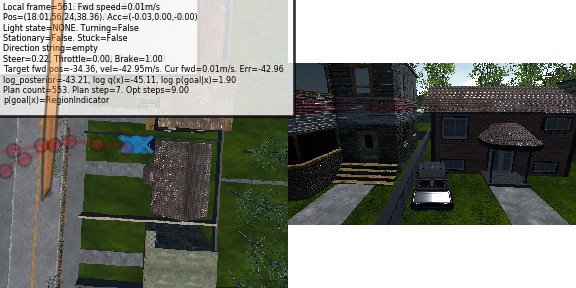 Local frame=561. Fwd speed=0.01m/s
Pos=(18.01,56.24,38.36). Acc=(-0.03,0.00,-0.00)
Light state=NONE. Turning=False
Stationary=False. Stuck=False
Direction string=empty
Steer=0.22. Throttle=0.00. Brake=1.00
Target fwd pos=-34.36, vel=-42.95m/s. Cur fwd=0.01m/s. Err=-42.96
log_posterior=-43.21, log q(x)=-45.11, log p(goal|x)=1.90
Plan count=553. Plan step=7. Opt steps=9.00
p(goal|x)=RegionIndicator